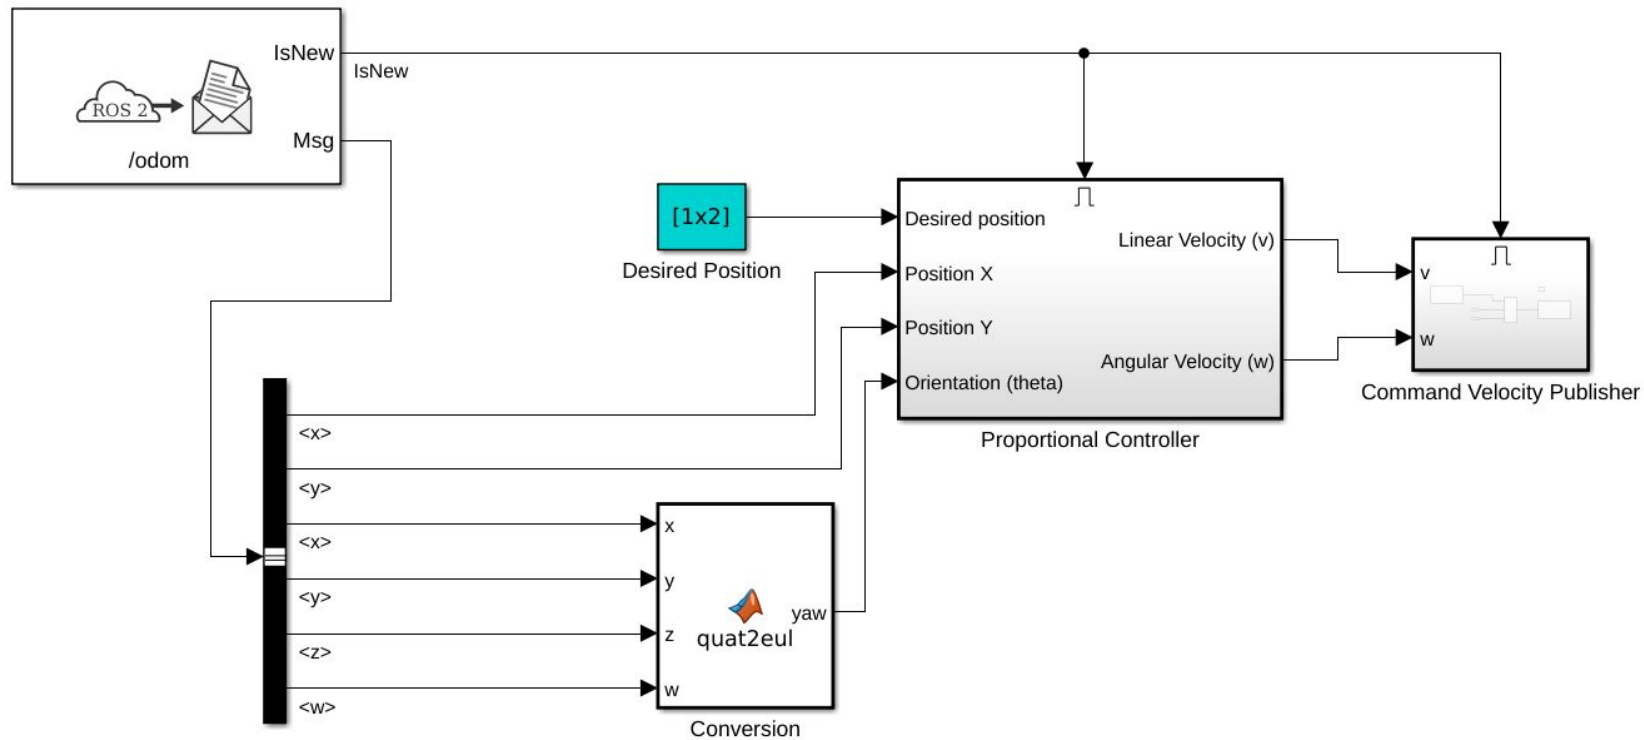 IsNew
IsNew
ROS 2
Msg
/odom
[1x2]
Desired Position
Desired position
Position X
Position Y
Orientation (theta)
Linear Velocity (v)
Angular Velocity (w)
Proportional Controller
v
w
Command Velocity Publisher
<x>
<y>
<x>
<y>
<z>
<w>
x
y
z
w
yaw
quat2eul
Conversion